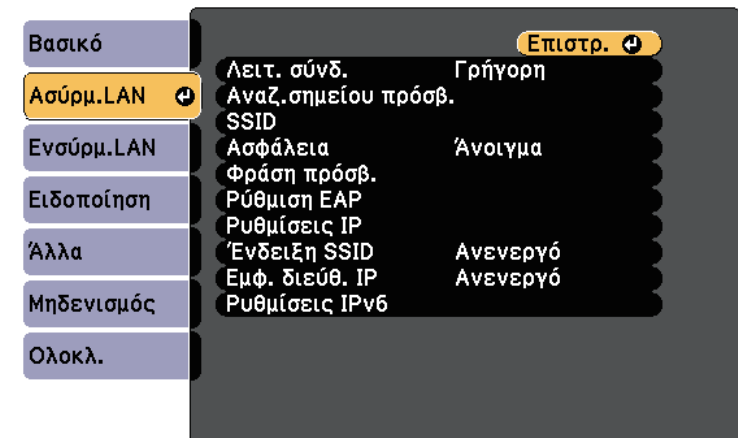 Βασικό
Ασύρμ.LAN
Ενσύρμ.LAN
Ειδοποίηση
Άλλα
Μηδενισμός
Ολοκλ.
Επιστρ.
Λειτ. σύνδ. Γρήγορη
Αναζ.σημείου πρόσβ.
SSID
Ασφάλεια Άνοιγμα
Φράση πρόσβ.
Ρύθμιση EAP
Ρυθμίσεις IP
Ένδειξη SSID Ανενεργό
Εμφ. διεύθ. IP Ανενεργό
Ρυθμίσεις IPv6